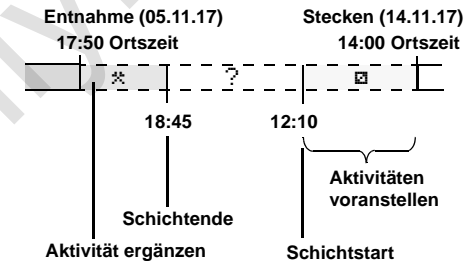 Entnahme (05.11.17)
17:50 Ortszeit
Stecken (14.11.17)
14:00 Ortszeit
?
18:45
12:10
Aktivitäten
voranstellen
Schichtende
Aktivität ergänzen
Schichtstart